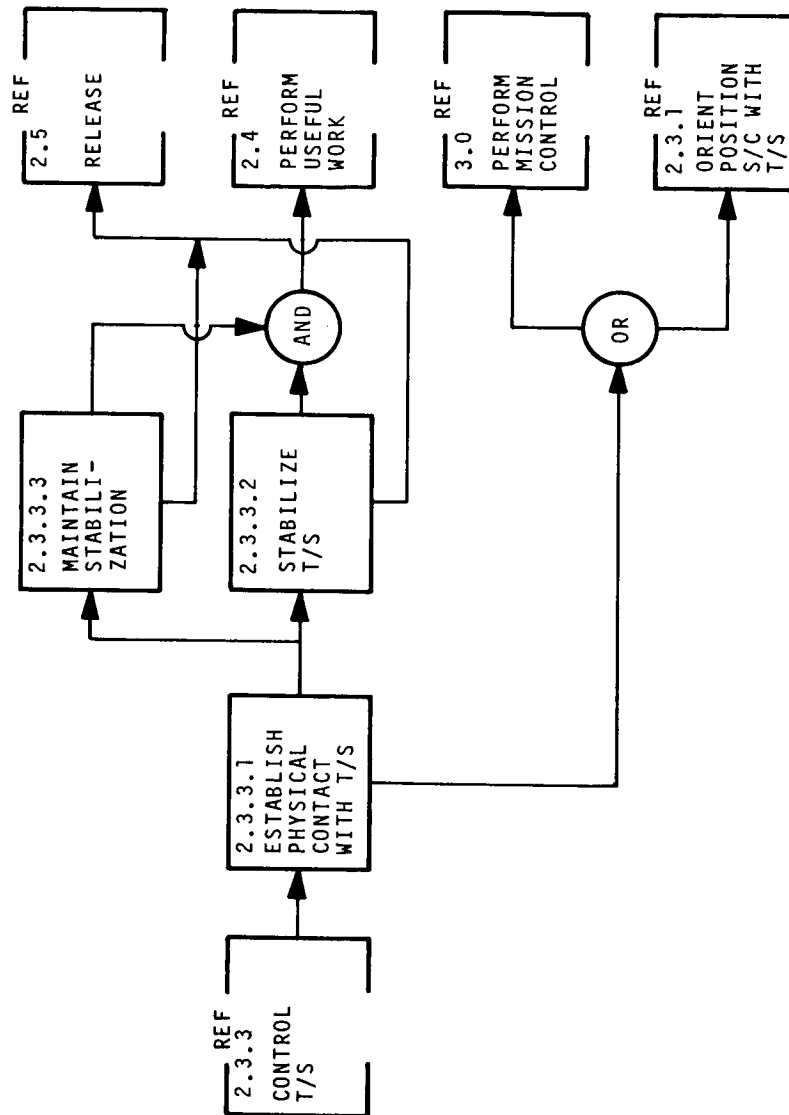 REF
2.3.3
CONTROL
T/S
2.3.3.1
ESTABLISH
PHYSICAL
CONTACT
WITH T/S
2.3.3.3
MAINTAIN
STABILI-
ZATION
2.3.3.2
STABILIZE
T/S
AND
OR
REF
2.5
RELEASE
REF
2.4
PERFORM
USEFUL
WORK
REF
3.0
PERFORM
MISSION
CONTROL
REF
2.3.1
ORIENT
POSITION
S/C WITH
T/S